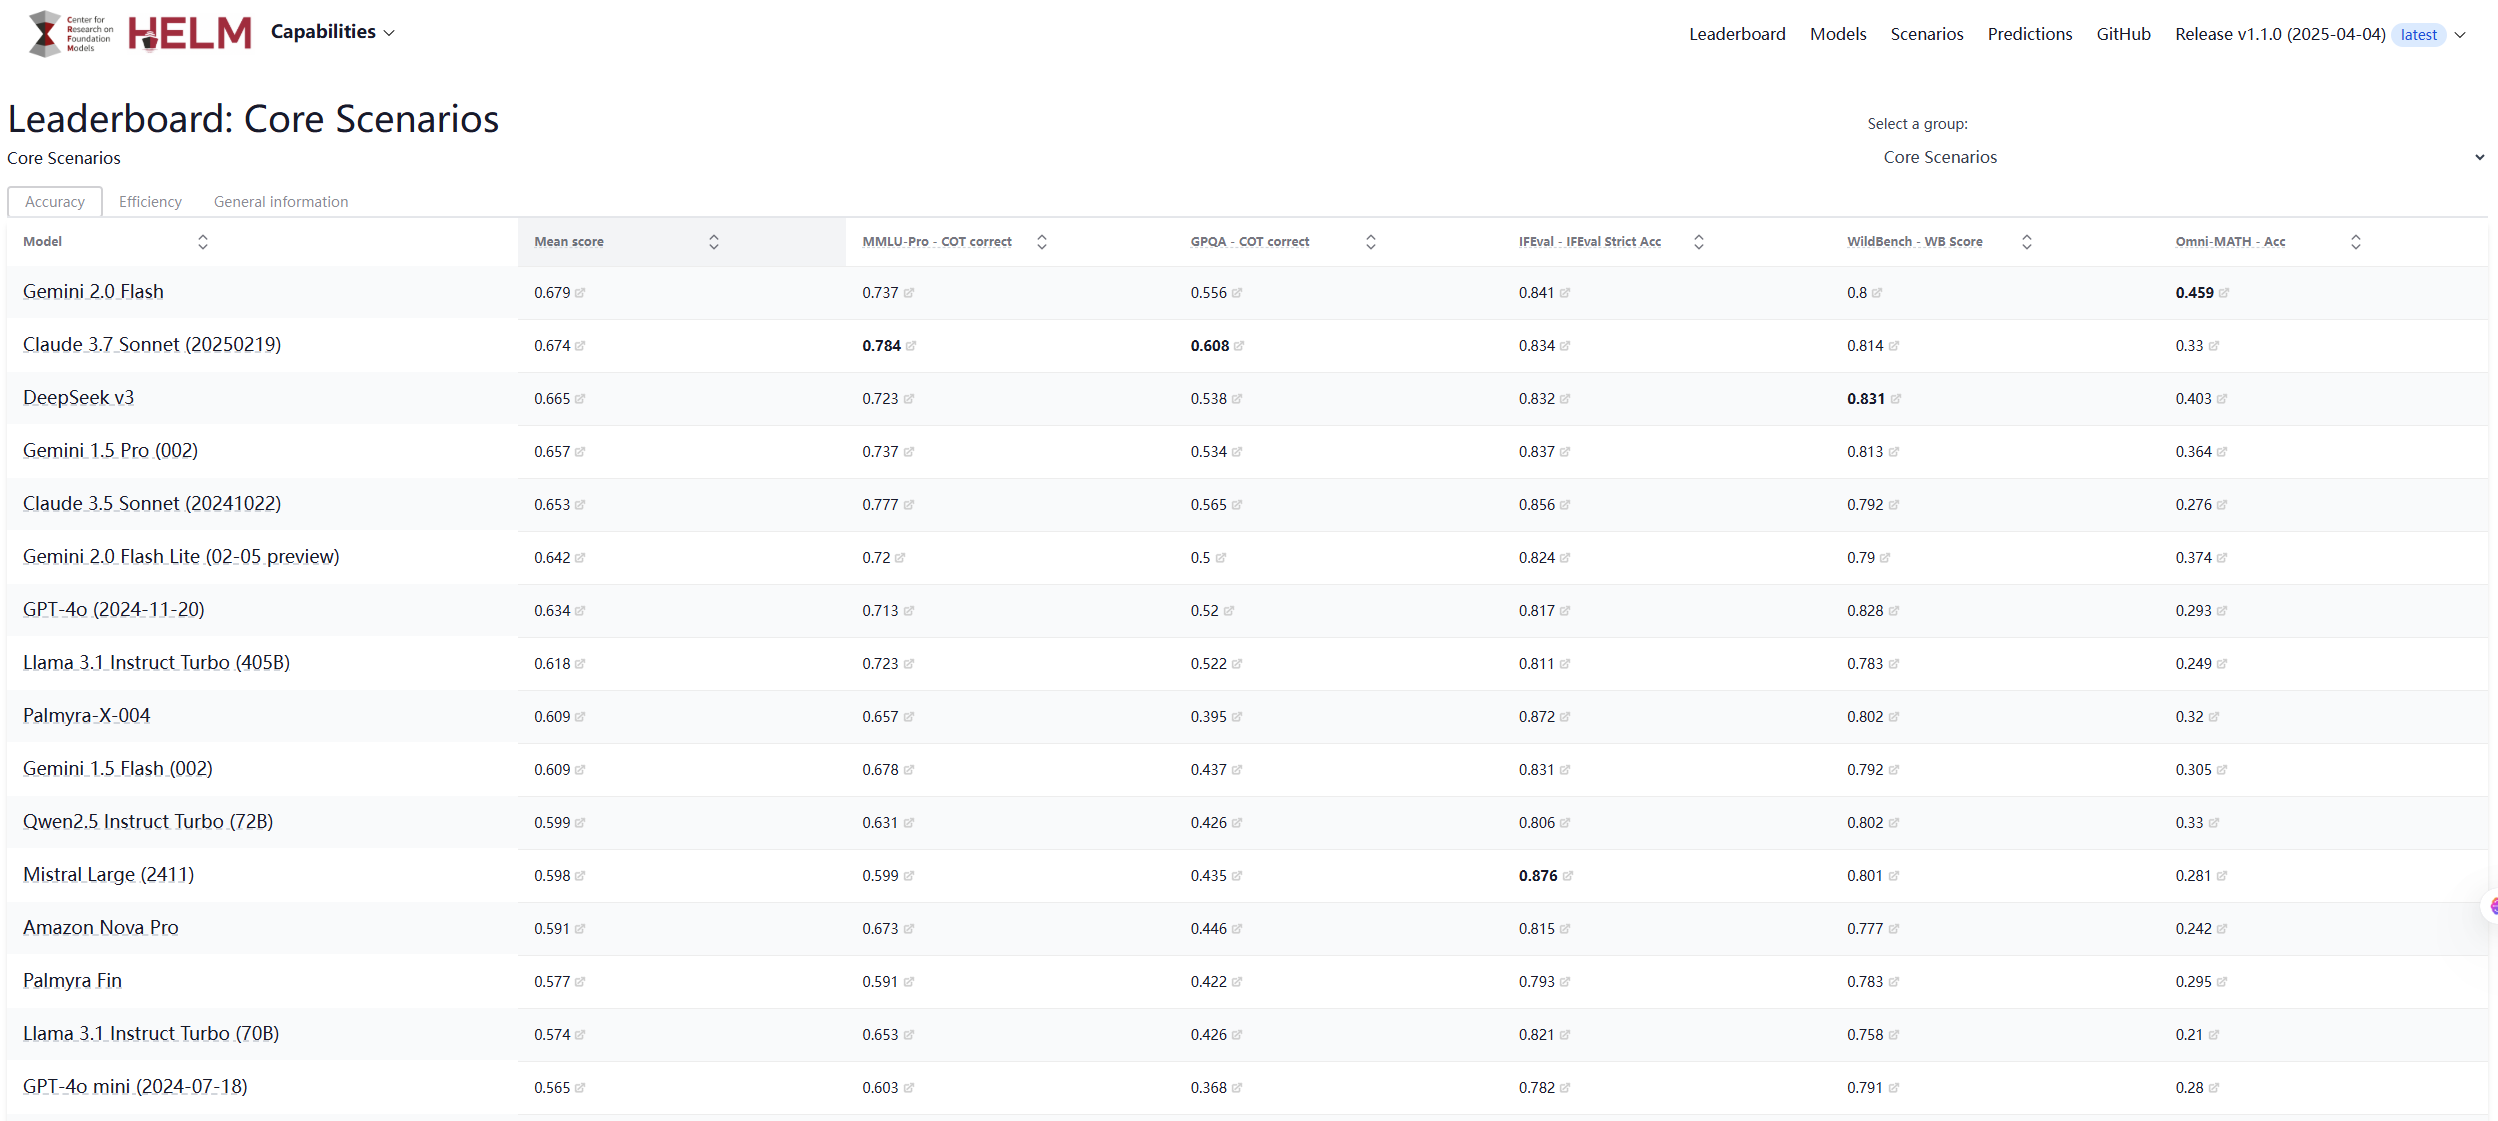 Center for
Research on
Foundation
Models
HELM
Capabilities
Leaderboard Models Scenarios Predictions GitHub Release v1.1.0 (2025-04-04) latest
Leaderboard: Core Scenarios
Core Scenarios
Select a group:
Core Scenarios
Accuracy Efficiency General information
Model Mean score MMLU-Pro - COT correct GPQA - COT correct IFEval - IFEval Strict Acc WildBench - WB Score Omni-MATH - Acc
Gemini 2.0 Flash 0.679 0.737 0.556 0.841 0.8 0.459
Claude 3.7 Sonnet (20250219) 0.674 0.784 0.608 0.834 0.814 0.33
DeepSeek v3 0.665 0.723 0.538 0.832 0.831 0.403
Gemini 1.5 Pro (002) 0.657 0.737 0.534 0.837 0.813 0.364
Claude 3.5 Sonnet (20241022) 0.653 0.777 0.565 0.856 0.792 0.276
Gemini 2.0 Flash Lite (02-05 preview) 0.642 0.72 0.5 0.824 0.79 0.374
GPT-4o (2024-11-20) 0.634 0.713 0.52 0.817 0.828 0.293
Llama 3.1 Instruct Turbo (405B) 0.618 0.723 0.522 0.811 0.783 0.249
Palmyra-X-004 0.609 0.657 0.395 0.872 0.802 0.32
Gemini 1.5 Flash (002) 0.609 0.678 0.437 0.831 0.792 0.305
Qwen2.5 Instruct Turbo (72B) 0.599 0.631 0.426 0.806 0.802 0.33
Mistral Large (2411) 0.598 0.599 0.435 0.876 0.801 0.281
Amazon Nova Pro 0.591 0.673 0.446 0.815 0.777 0.242
Palmyra Fin 0.577 0.591 0.422 0.793 0.783 0.295
Llama 3.1 Instruct Turbo (70B) 0.574 0.653 0.426 0.821 0.758 0.21
GPT-4o mini (2024-07-18) 0.565 0.603 0.368 0.782 0.791 0.28